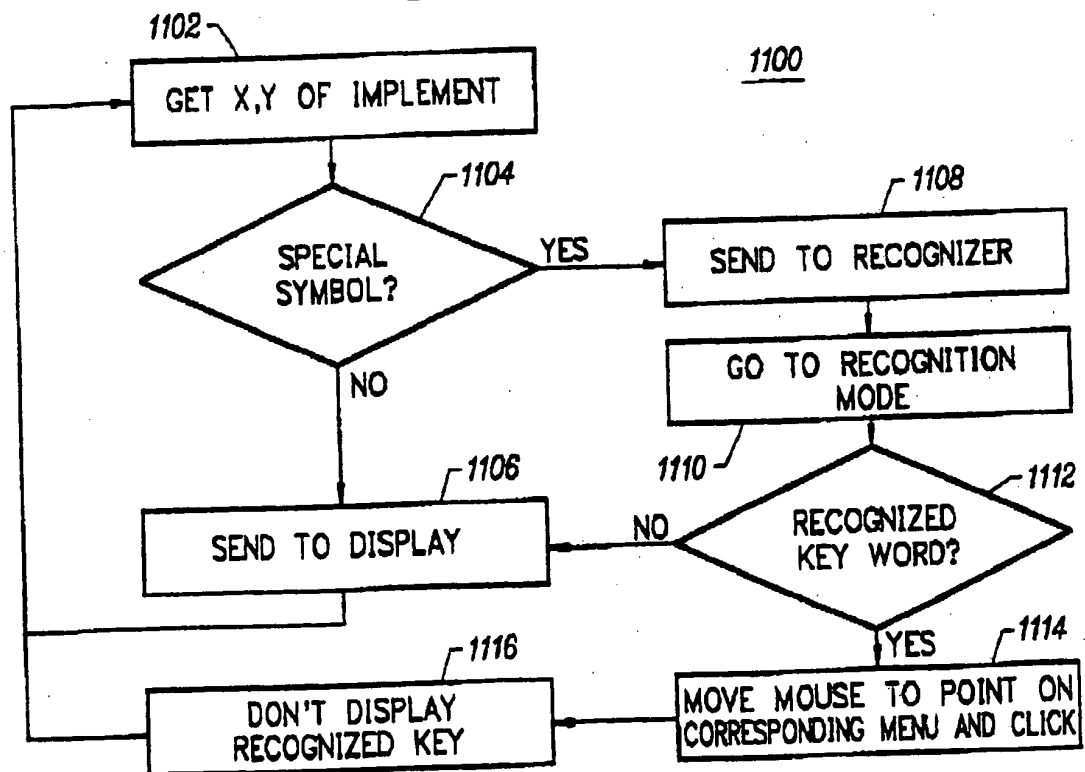 1102
1100
GET X,Y OF IMPLEMENT
1104
SPECIAL
SYMBOL?
YES
NO
1108
SEND TO RECOGNIZER
GO TO RECOGNITION
MODE
1110
1112
RECOGNIZED
KEY WORD?
NO
YES
1106
SEND TO DISPLAY
1114
MOVE MOUSE TO POINT ON
CORRESPONDING MENU AND CLICK
1116
DON'T DISPLAY
RECOGNIZED KEY